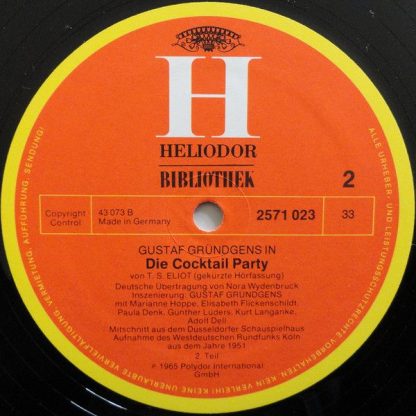 H
HELIODOR
BIBLIOTHEK
2
Copyright
Control
43 073 B
Made in Germany
2571 023
33
GUSTAF GRÜNDGENS IN
Die Cocktail Party
von T. S. ELIOT (gekürzte Hörfassung)
Deutsche Übertragung von Nora Wydenbruck
Inszenierung: GUSTAF GRÜNDGENS
mit Marianne Hoppe, Elisabeth Flickenschildt,
Paula Denk, Günther Lüders, Kurt Langanke,
Adolf Dell
Mitschnitt aus dem Düsseldorfer Schauspielhaus
Aufnahme des Westdeutschen Rundfunks Köln
aus dem Jahre 1951
2. Teil
℗ 1965 Polydor International
GmbH
ALLE URHEBER- UND LEISTUNGSSCHUTZRECHTE VORBEHALTEN. KEIN VERLEIH! KEINE UNERLAUBTE VERVIELFÄLTIGUNG, VERMIETUNG, AUFFÜHRUNG, SENDUNG!